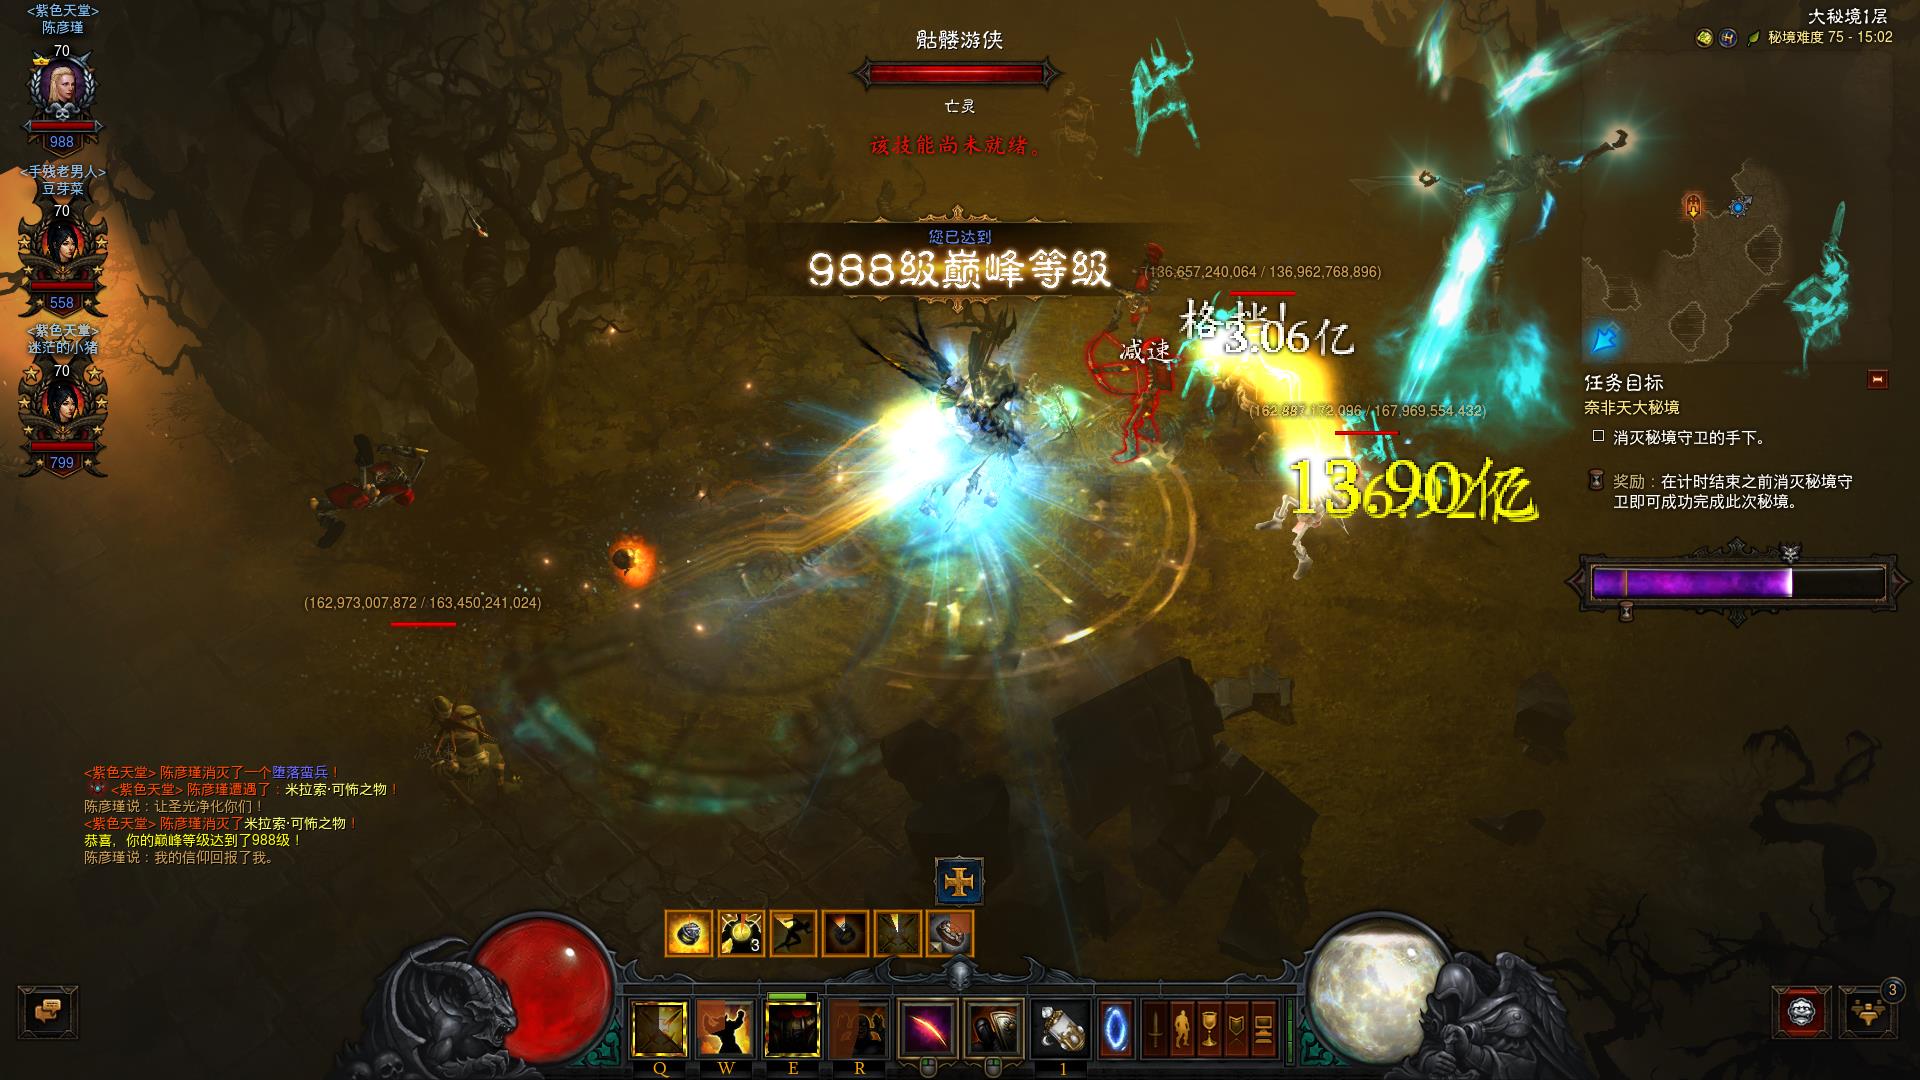 <紫色天堂>
陈彦瑾
70
988
<手残老男人>
豆芽菜
70
558
<紫色天堂>
迷茫的小猪
70
799
骷髅游侠
亡灵
该技能尚未就绪。
您已达到
988级巅峰等级
(136,657,240,064 / 136,962,768,896)
格挡!
3.06亿
减速
(162,887,172,096 / 167,969,554,432)
(162,973,007,872 / 163,450,241,024)
大秘境1层
秘境难度 75 - 15:02
任务目标
奈非天大秘境
消灭秘境守卫的手下。
奖励：在计时结束之前消灭秘境守
卫即可成功完成此次秘境。
<紫色天堂> 陈彦瑾消灭了一个堕落蛮兵！
<紫色天堂> 陈彦瑾遭遇了：米拉索·可怖之物！
陈彦瑾说：让圣光净化你们！
<紫色天堂> 陈彦瑾消灭了米拉索·可怖之物！
恭喜，你的巅峰等级达到了988级！
陈彦瑾说：我的信仰回报了我。
3
Q
W
E
R
1
3